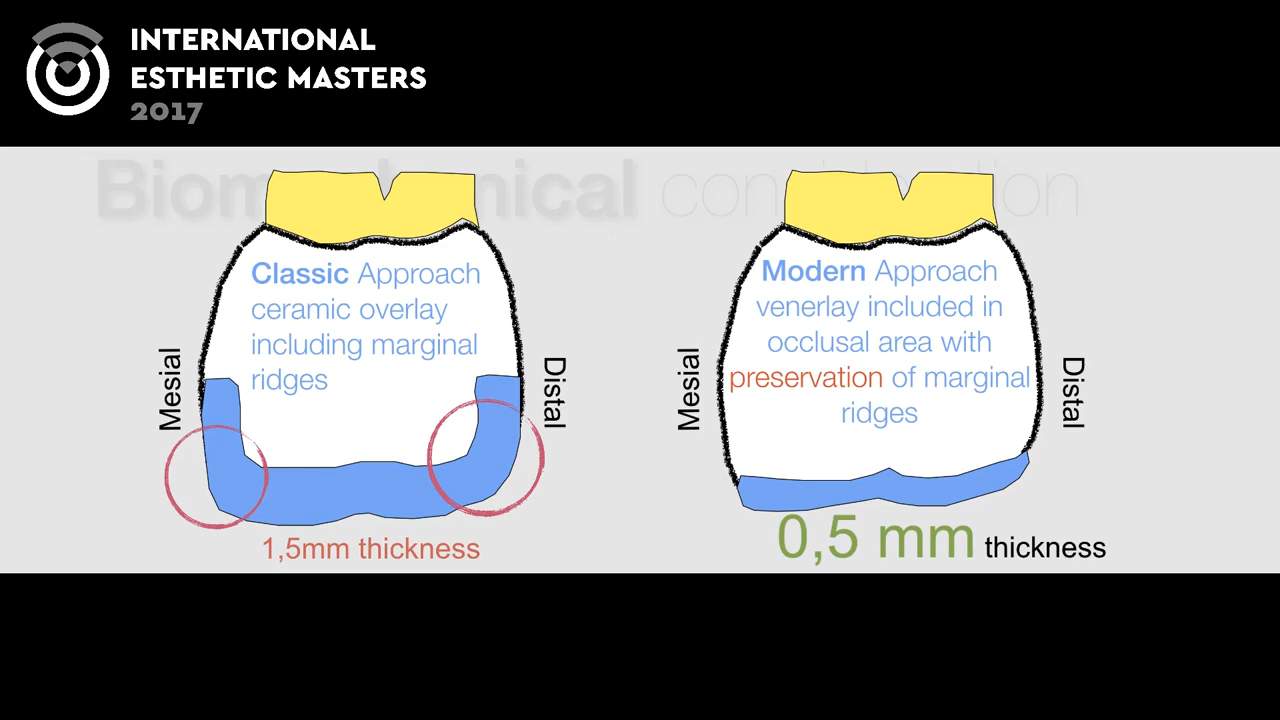 INTERNATIONAL
ESTHETIC MASTERS
2017
Classic Approach
ceramic overlay
including marginal
ridges
Mesial
Distal
1,5mm thickness
Modern Approach
venerlay included in
occlusal area with
preservation of marginal
ridges
Mesial
Distal
0,5 mm thickness